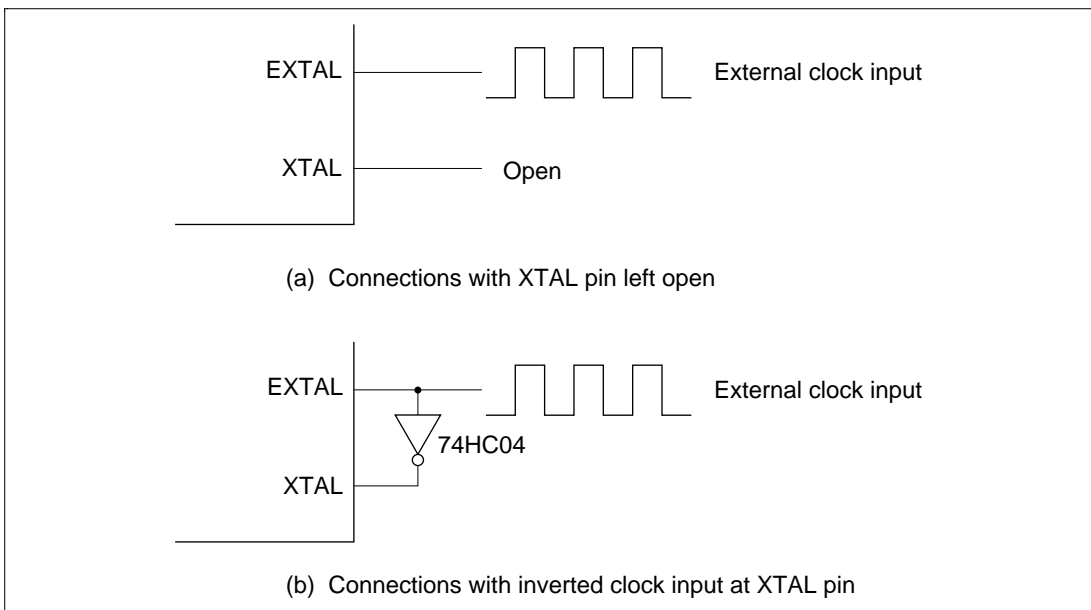 EXTAL
External clock input
XTAL
Open
(a) Connections with XTAL pin left open
EXTAL
External clock input
74HC04
XTAL
(b) Connections with inverted clock input at XTAL pin